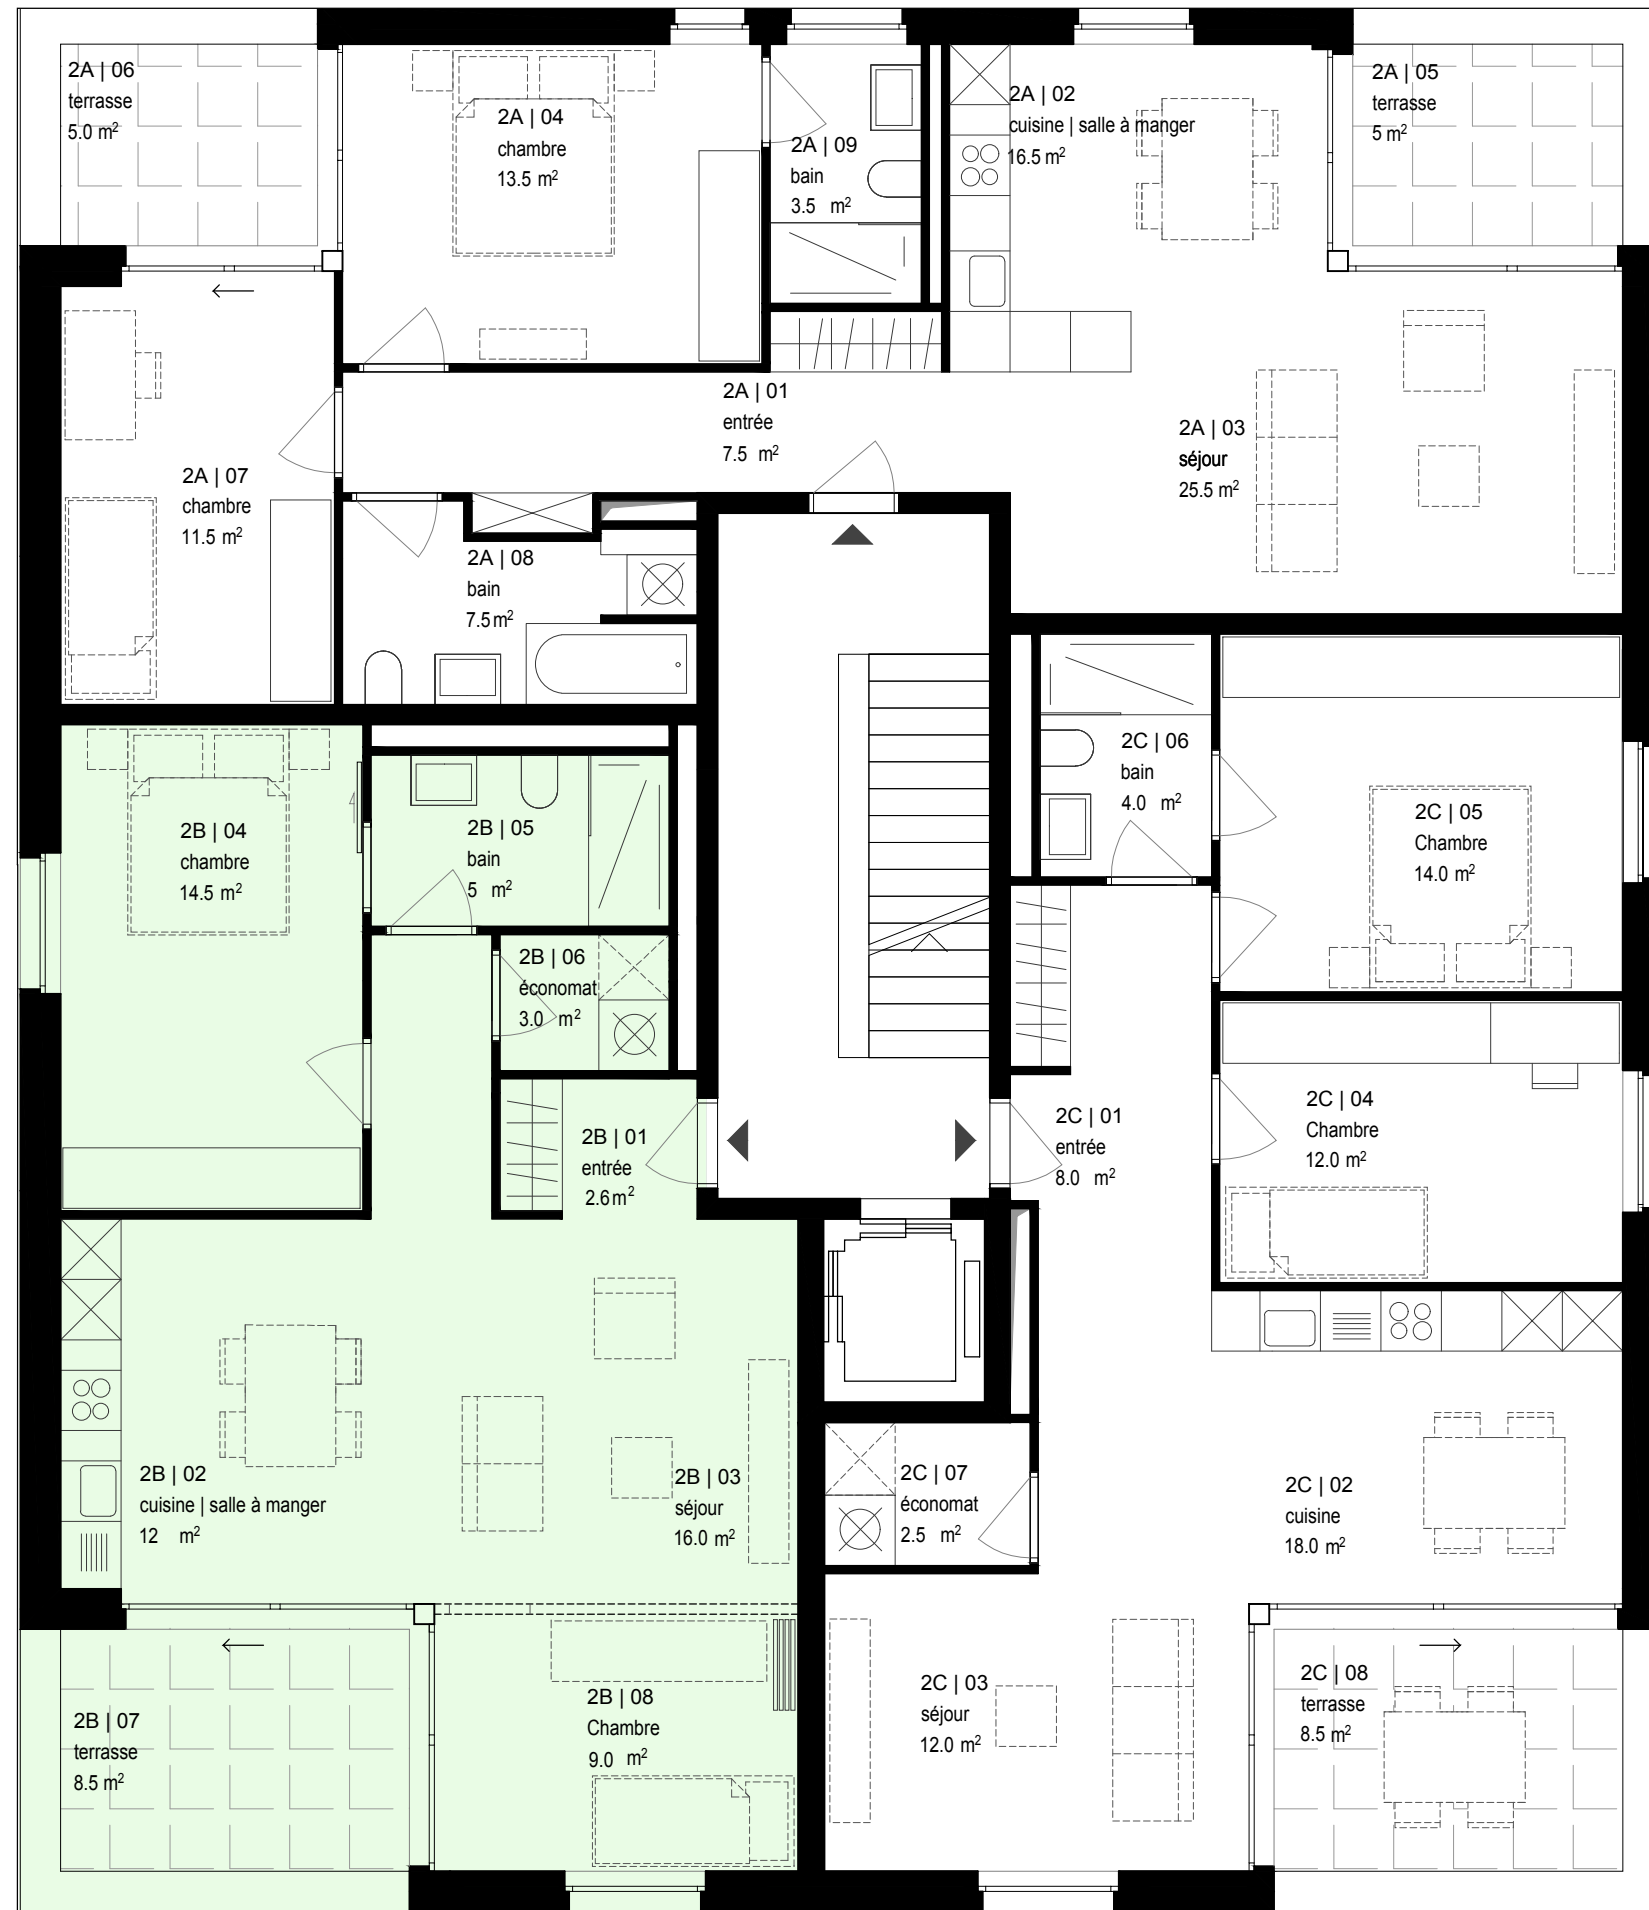 2A | 06
terrasse
5.0 m²
2A | 04
chambre
13.5 m²
2A | 09
bain
3.5 m²
2A | 02
cuisine | salle à manger
16.5 m²
2A | 05
terrasse
5 m²
2A | 01
entrée
7.5 m²
2A | 03
séjour
25.5 m²
2A | 07
chambre
11.5 m²
2A | 08
bain
7.5 m²
2B | 04
chambre
14.5 m²
2B | 05
bain
5 m²
2C | 06
bain
4.0 m²
2C | 05
Chambre
14.0 m²
2B | 06
économat
3.0 m²
2B | 01
entrée
2.6 m²
2C | 01
entrée
8.0 m²
2C | 04
Chambre
12.0 m²
2B | 02
cuisine | salle à manger
12 m²
2B | 03
séjour
16.0 m²
2C | 07
économat
2.5 m²
2C | 02
cuisine
18.0 m²
2B | 07
terrasse
8.5 m²
2B | 08
Chambre
9.0 m²
2C | 03
séjour
12.0 m²
2C | 08
terrasse
8.5 m²